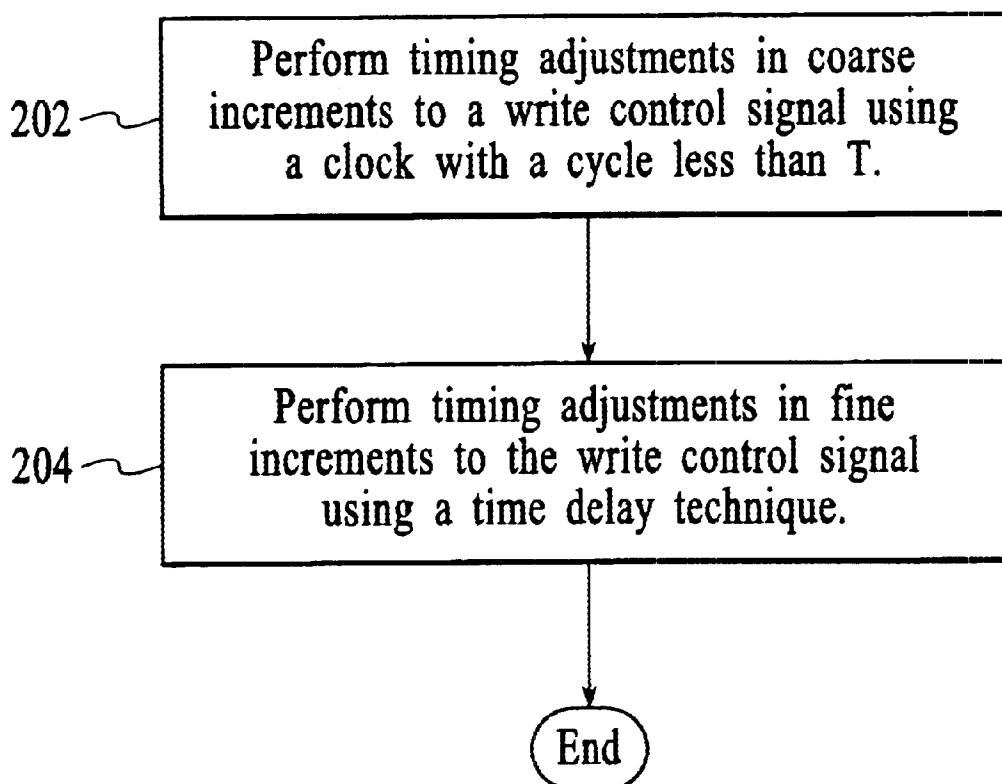 Perform timing adjustments in coarse
202
increments to a write control signal using
a clock with a cycle less than T.
Perform timing adjustments in fine
204
increments to the write control signal
using a time delay technique.
End